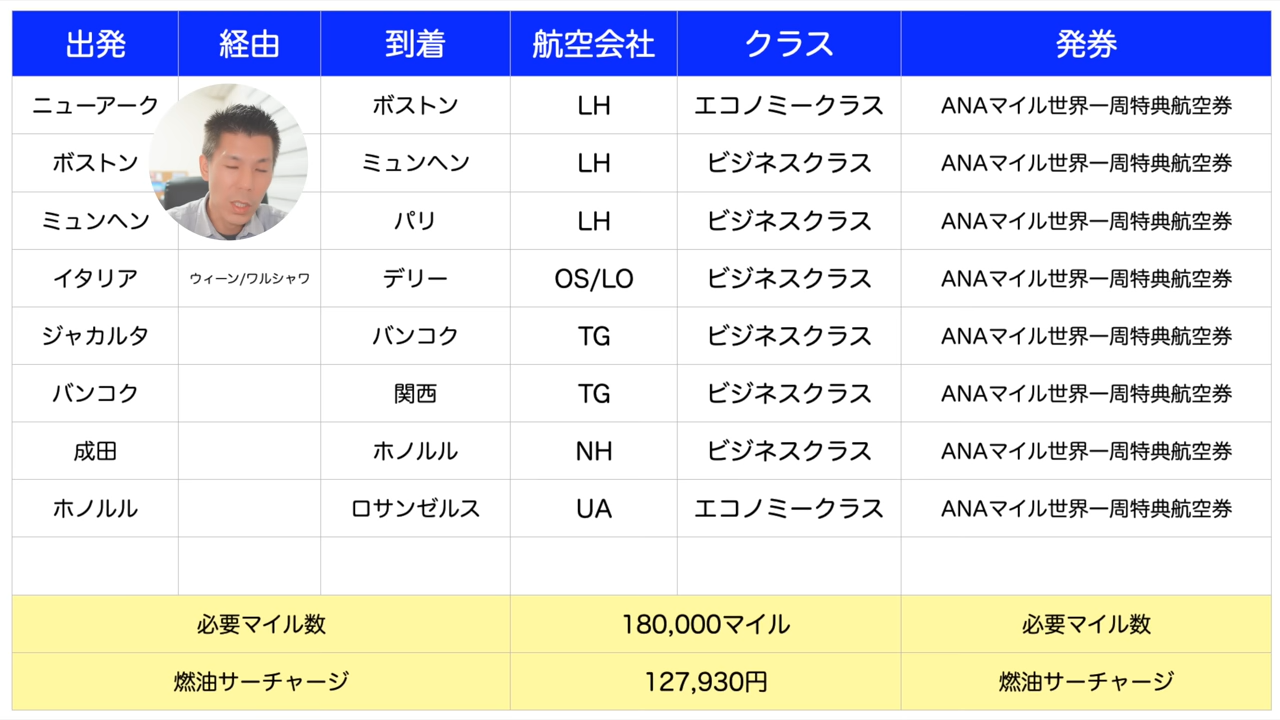 出発 経由 到着 航空会社 クラス 発券
ニューアーク ボストン LH エコノミークラス ANAマイル世界一周特典航空券
ボストン ミュンヘン LH ビジネスクラス ANAマイル世界一周特典航空券
ミュンヘン パリ LH ビジネスクラス ANAマイル世界一周特典航空券
イタリア ウィーン/ワルシャワ デリー OS/LO ビジネスクラス ANAマイル世界一周特典航空券
ジャカルタ バンコク TG ビジネスクラス ANAマイル世界一周特典航空券
バンコク 関西 TG ビジネスクラス ANAマイル世界一周特典航空券
成田 ホノルル NH ビジネスクラス ANAマイル世界一周特典航空券
ホノルル ロサンゼルス UA エコノミークラス ANAマイル世界一周特典航空券
必要マイル数 180,000マイル 必要マイル数
燃油サーチャージ 127,930円 燃油サーチャージ